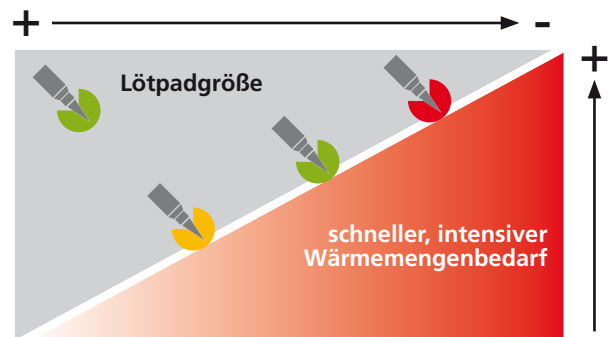 + -
Lötpadgröße
+
schneller, intensiver
Wärmemengenbedarf